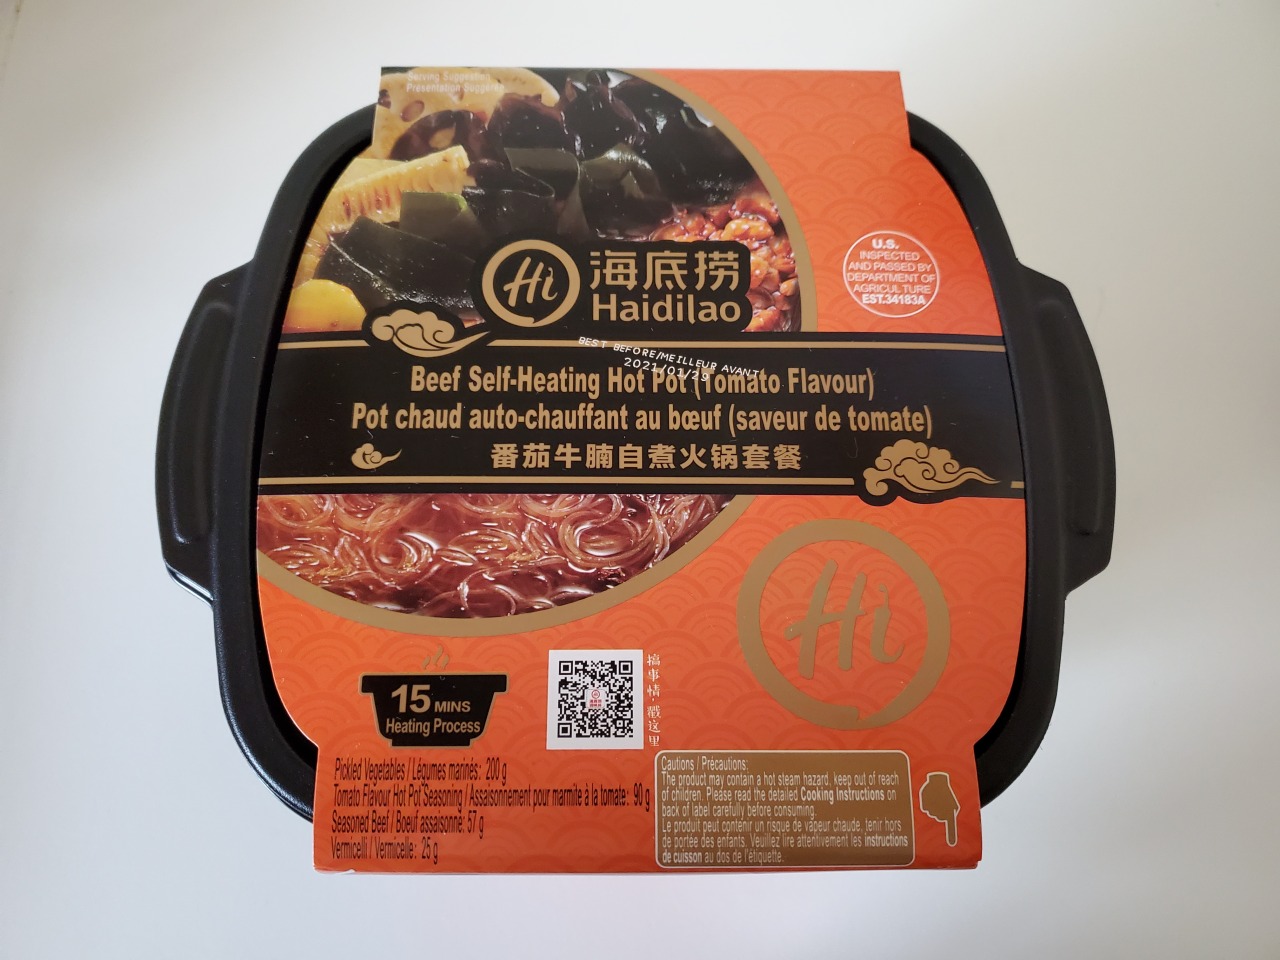 Serving Suggestion
Présentation Suggérée
Hi
海底捞
Haidilao
U.S.
INSPECTED
AND PASSED BY
DEPARTMENT OF
AGRICULTURE
EST.34183A
BEST BEFORE/MEILLEUR AVANT
2021/01/29
Beef Self-Heating Hot Pot (Tomato Flavour)
Pot chaud auto-chauffant au bœuf (saveur de tomate)
番茄牛腩自煮火锅套餐
Hi
15 MINS
Heating Process
搞事情，戳这里
Pickled Vegetables / Légumes marinés: 200 g
Tomato Flavour Hot Pot Seasoning / Assaisonnement pour marmite à la tomate: 90 g
Seasoned Beef / Boeuf assaisonné: 57 g
Vermicelli / Vermicelle: 25 g
Cautions / Précautions:
The product may contain a hot steam hazard, keep out of reach
of children. Please read the detailed Cooking Instructions on
back of label carefully before consuming.
Le produit peut contenir un risque de vapeur chaude, tenir hors
de portée des enfants. Veuillez lire attentivement les instructions
de cuisson au dos de l'étiquette.